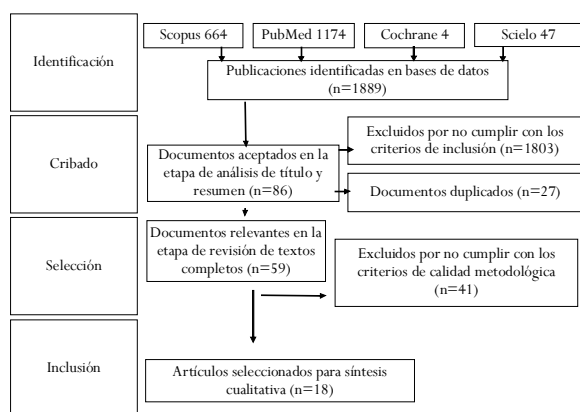 Scopus 664
PubMed 1174
Cochrane 4
Scielo 47
Identificación
Publicaciones identificadas en bases de datos
(n=1889)
Cribado
Documentos aceptados en la
etapa de análisis de título y
resumen (n=86)
Excluidos por no cumplir con los
criterios de inclusión (n=1803)
Documentos duplicados (n=27)
Selección
Documentos relevantes en la
etapa de revisión de textos
completos (n=59)
Excluidos por no cumplir con los
criterios de calidad metodológica
(n=41)
Inclusión
Artículos seleccionados para síntesis
cualitativa (n=18)